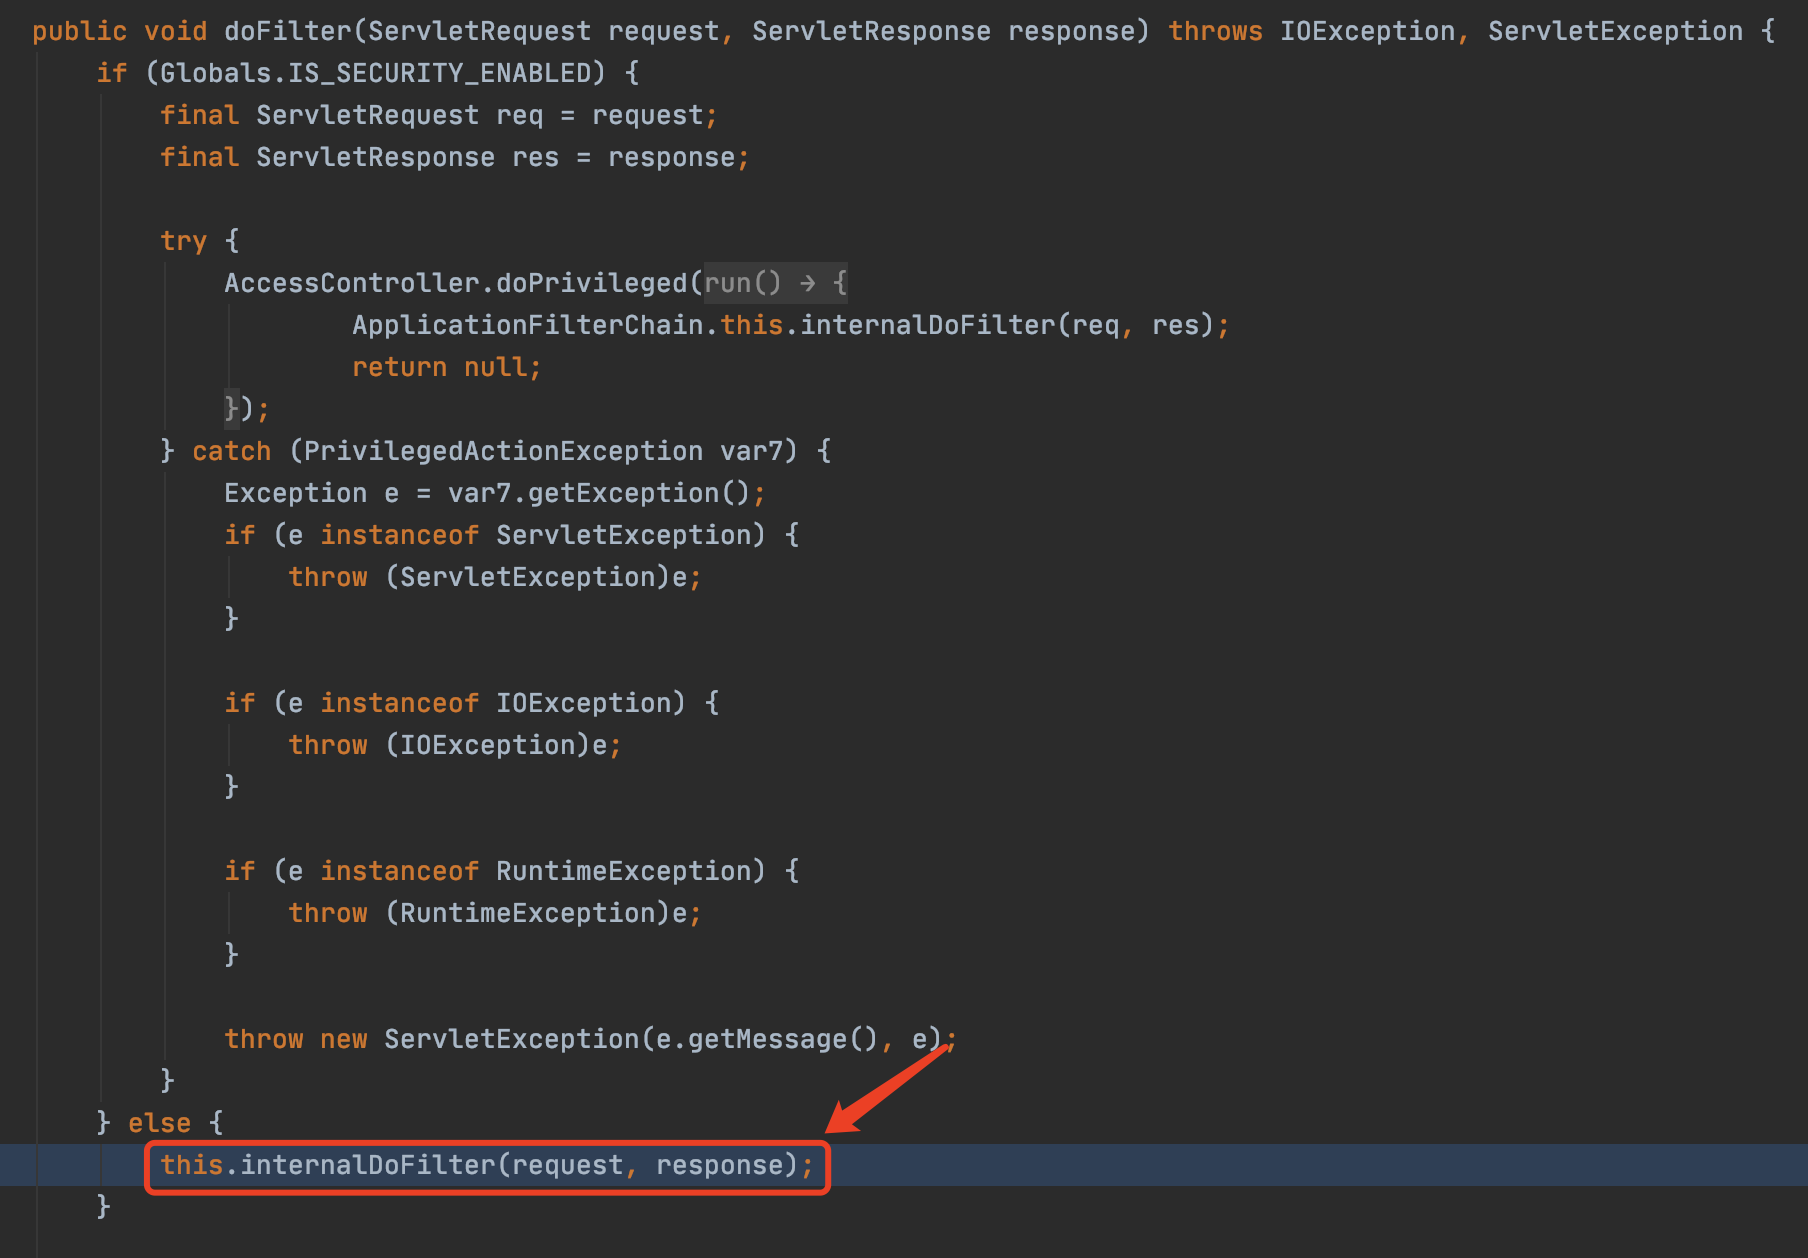 public void doFilter(ServletRequest request, ServletResponse response) throws IOException, ServletException {
if (Globals.IS_SECURITY_ENABLED) {
final ServletRequest req = request;
final ServletResponse res = response;
try {
AccessController.doPrivileged(run() → {
ApplicationFilterChain.this.internalDoFilter(req, res);
return null;
});
} catch (PrivilegedActionException var7) {
Exception e = var7.getException();
if (e instanceof ServletException) {
throw (ServletException)e;
}
if (e instanceof IOException) {
throw (IOException)e;
}
if (e instanceof RuntimeException) {
throw (RuntimeException)e;
}
throw new ServletException(e.getMessage(), e);
}
} else {
this.internalDoFilter(request, response);
}